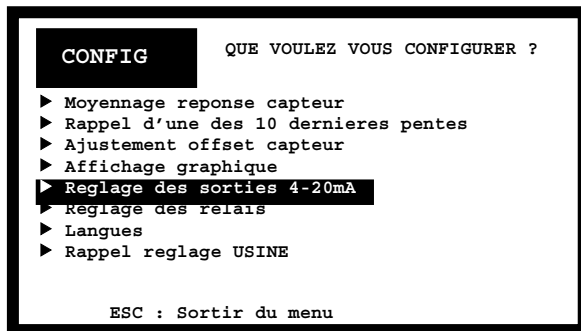 CONFIG
QUE VOULEZ VOUS CONFIGURER ?
▶ Moyennage reponse capteur
▶ Rappel d'une des 10 dernieres pentes
▶ Ajustement offset capteur
▶ Affichage graphique
▶ Reglage des sorties 4-20mA
▶ Reglage des relais
▶ Langues
▶ Rappel reglage USINE
ESC : Sortir du menu